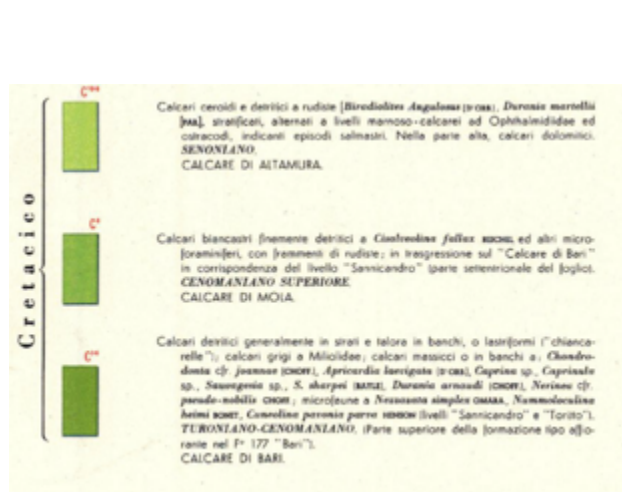 Cretacico
Calcari ceroidi e detritici a rudiste [Biradiolites Angulosus (D'ORB.), Durania martellii
[PAR.], stratificati, alternati a livelli marnoso-calcarei ad Ophthalmidiidae ed
ostracodi, indicanti episodi salmastri. Nella parte alta, calcari dolomitici.
SENONIANO.
CALCARE DI ALTAMURA.
Calcari biancastri finemente detritici a Cisalveolina fallax REICHEL ed altri micro-
foraminiferi, con frammenti di rudiste; in trasgressione sul "Calcare di Bari"
in corrispondenza del livello "Sannicandro" (parte settentrionale del foglio).
CENOMANIANO SUPERIORE.
CALCARE DI MOLA.
Calcari detritici generalmente in strati e talora in banchi, o lastriformi ("chianca-
relle"); calcari grigi a Miliolidae; calcari massicci o in banchi a: Chondro-
donta cfr. joannae (CHOFF.), Apricardia laevigata (D'ORB.), Caprina sp., Caprinula
sp., Sauvagesia sp., S. sharpei (BAYLE), Durania arnaudi (CHOFF.), Nerinea cfr.
pseudo-nobilis CHOFF.; microfaune a Nezzazata simplex OMARA, Nummoloculina
heimi BONET, Cuneolina pavonia parva HENSON (livelli "Sannicandro" e "Toritto").
TURONIANO-CENOMANIANO. (Parte superiore della formazione tipo affio-
rante nel F° 177 "Bari").
CALCARE DI BARI.